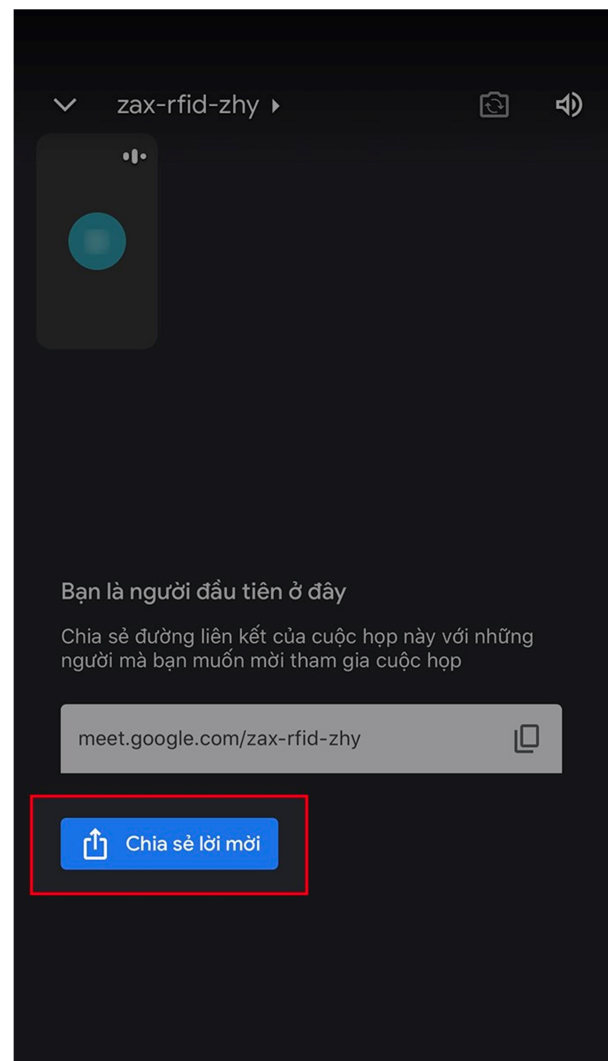 zax-rfid-zhy
Bạn là người đầu tiên ở đây
Chia sẻ đường liên kết của cuộc họp này với những
người mà bạn muốn mời tham gia cuộc họp
meet.google.com/zax-rfid-zhy
Chia sẻ lời mời